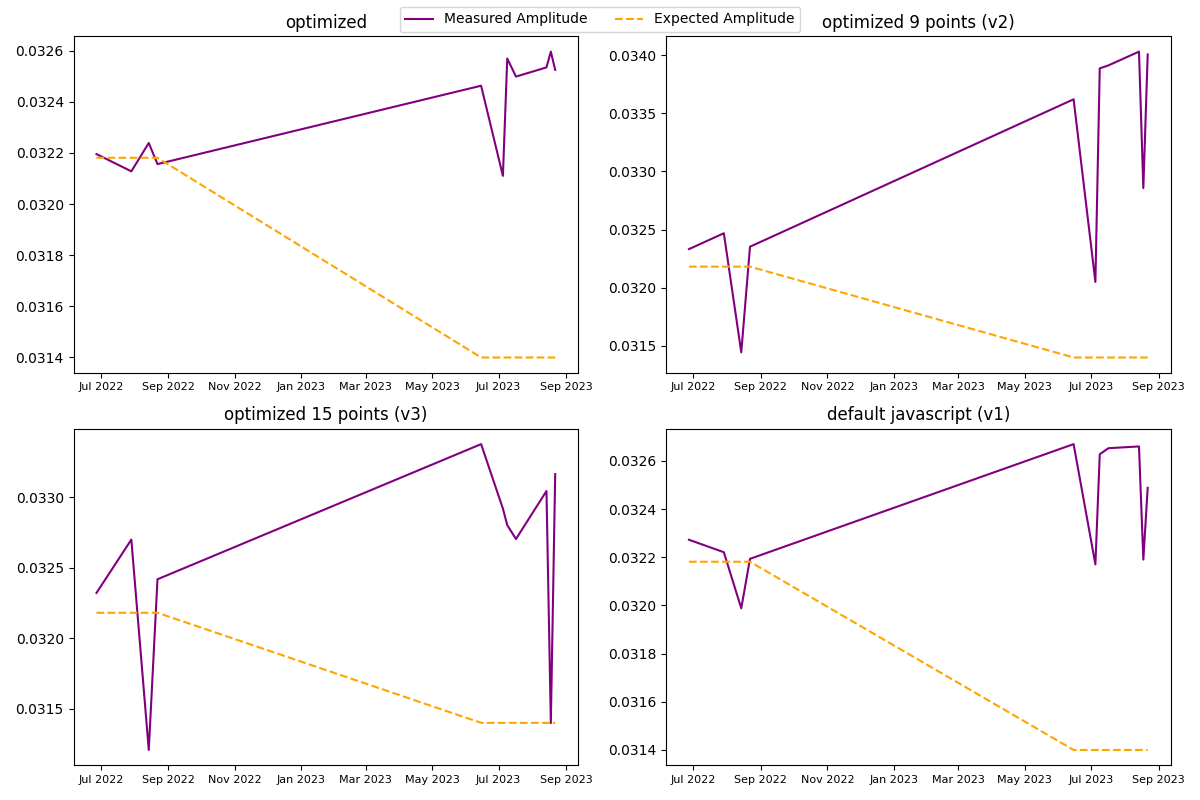 Measured Amplitude Expected Amplitude
optimized
0.0326
0.0324
0.0322
0.0320
0.0318
0.0316
0.0314
Jul 2022 Sep 2022 Nov 2022 Jan 2023 Mar 2023 May 2023 Jul 2023 Sep 2023
optimized 9 points (v2)
0.0340
0.0335
0.0330
0.0325
0.0320
0.0315
Jul 2022 Sep 2022 Nov 2022 Jan 2023 Mar 2023 May 2023 Jul 2023 Sep 2023
optimized 15 points (v3)
0.0330
0.0325
0.0320
0.0315
Jul 2022 Sep 2022 Nov 2022 Jan 2023 Mar 2023 May 2023 Jul 2023 Sep 2023
default javascript (v1)
0.0326
0.0324
0.0322
0.0320
0.0318
0.0316
0.0314
Jul 2022 Sep 2022 Nov 2022 Jan 2023 Mar 2023 May 2023 Jul 2023 Sep 2023